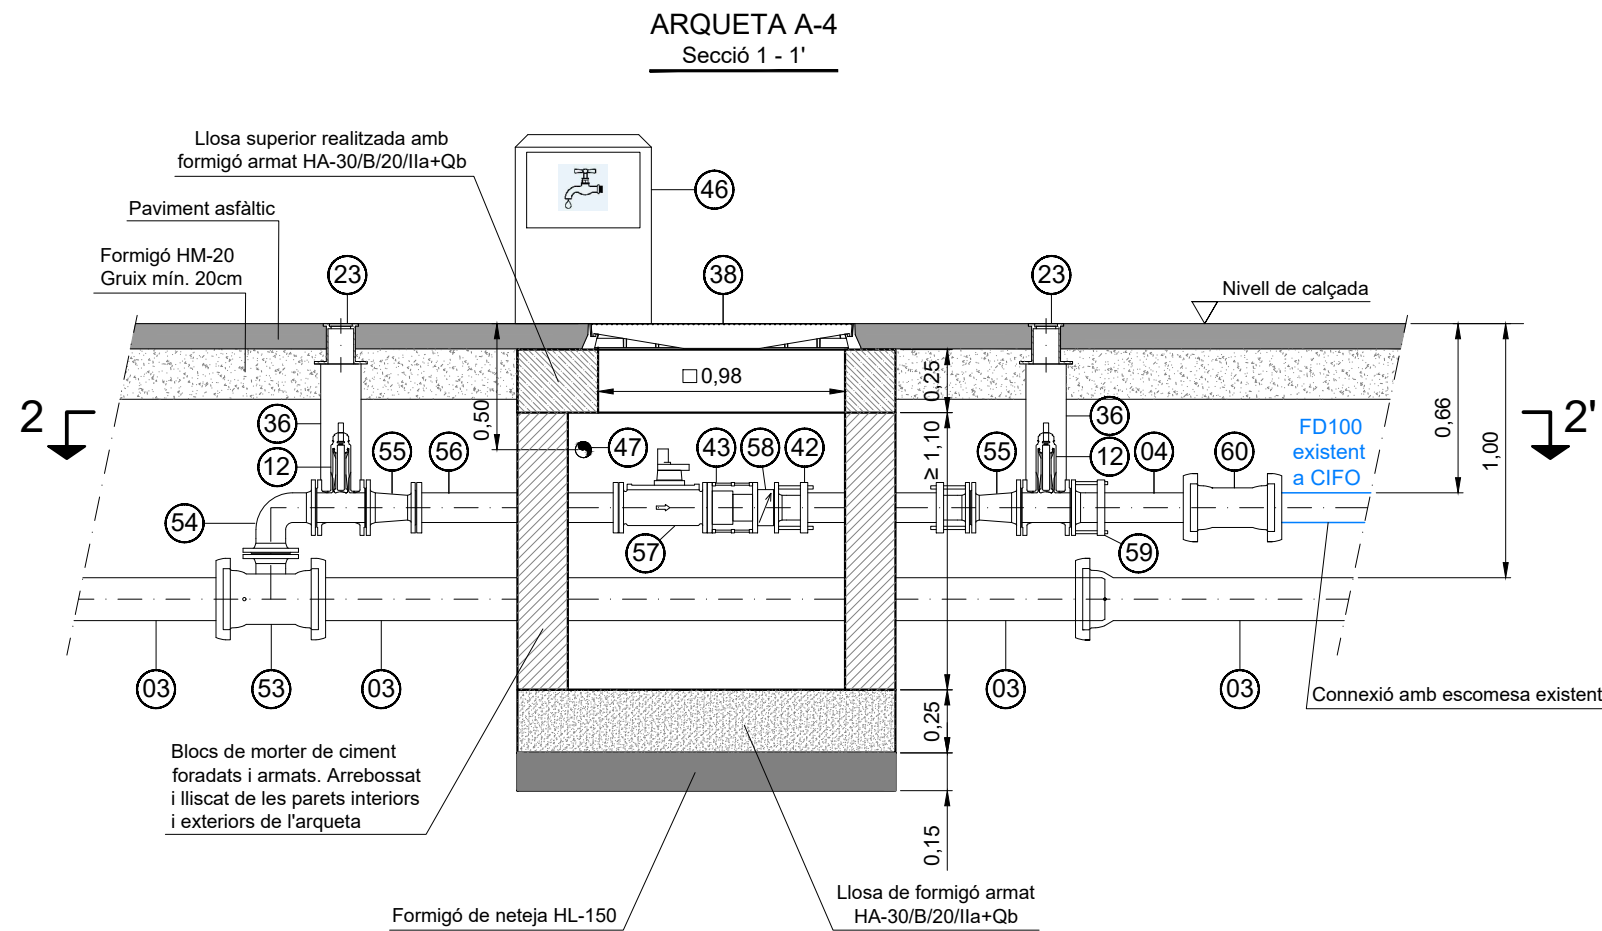 ARQUETA A-4
Secció 1 - 1'
Llosa superior realitzada amb
formigó armat HA-30/B/20/IIa+Qb
Paviment asfàltic
Formigó HM-20
Gruix mín. 20cm
23
46
38
23
Nivell de calçada
2
2'
0,98
0,25
0,50
≥ 1,10
0,66
1,00
36
12
55
56
47
43
58
42
55
36
12
04
60
FD100
existent
a CIFO
54
57
59
03
53
03
03
03
Connexió amb escomesa existent
0,25
Blocs de morter de ciment
foradats i armats. Arrebossat
i lliscat de les parets interiors
i exteriors de l'arqueta
0,15
Llosa de formigó armat
HA-30/B/20/IIa+Qb
Formigó de neteja HL-150